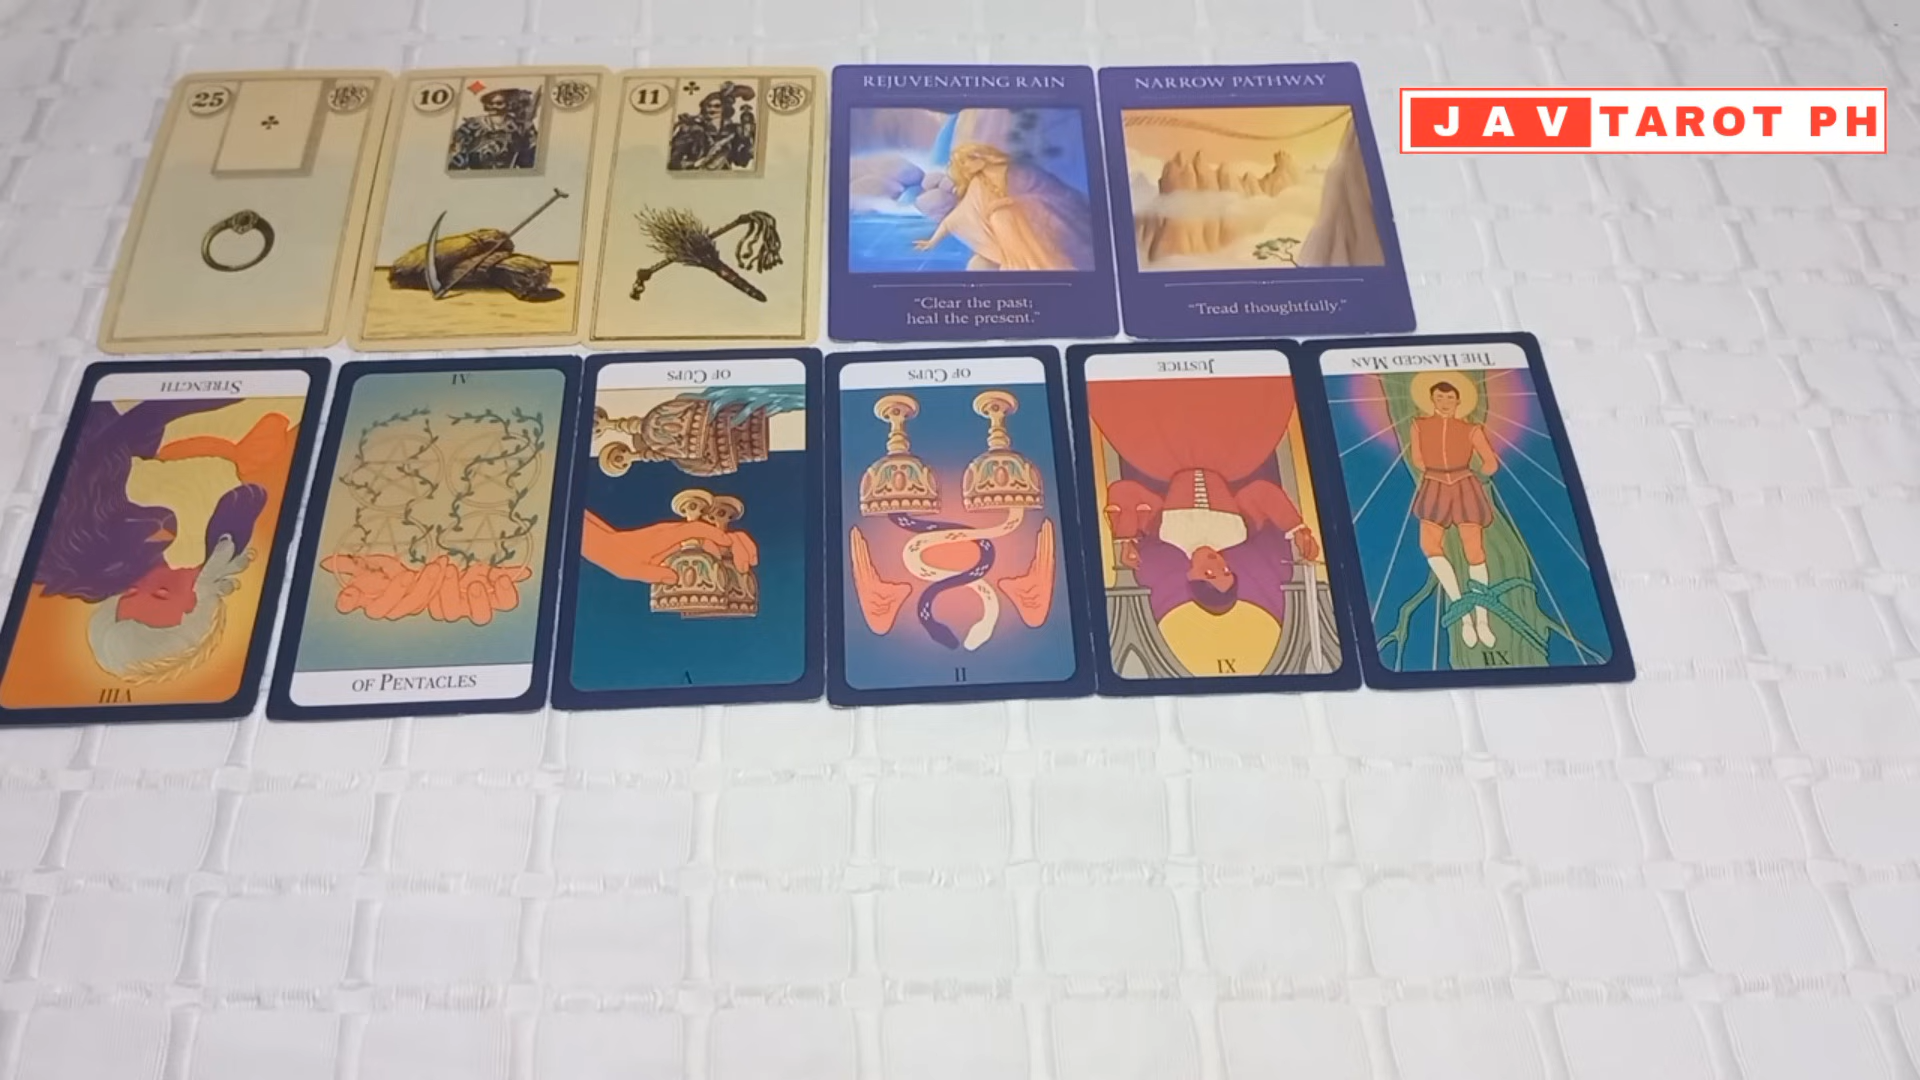 25
10
11
REJUVENATING RAIN
"Clear the past;
heal the present."
NARROW PATHWAY
"Tread thoughtfully."
JAV TAROT PH
STRENGTH
VIII
VI
OF PENTACLES
OF CUPS
V
OF CUPS
II
JUSTICE
XI
THE HANGED MAN
XII